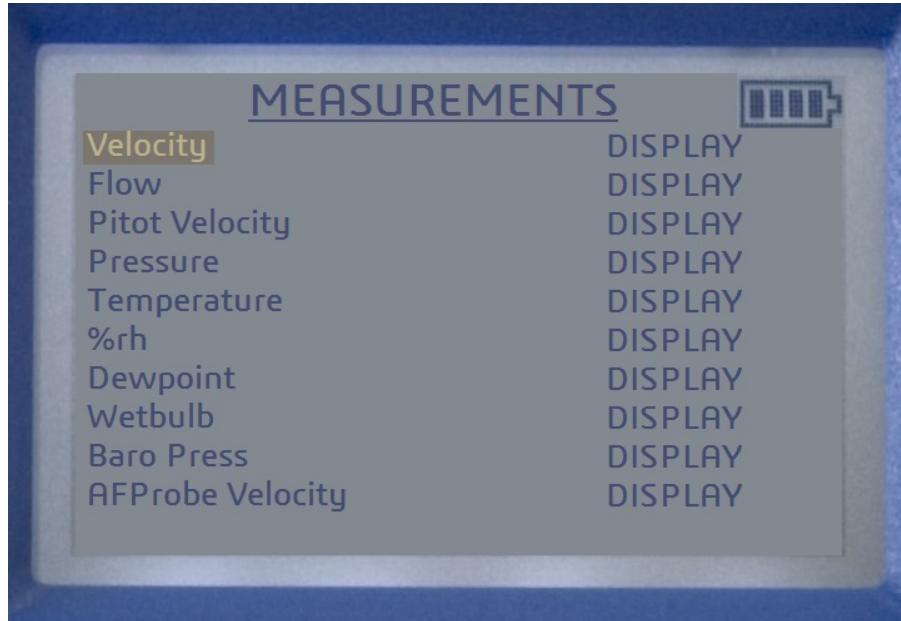 MEASUREMENTS
Velocity DISPLAY
Flow DISPLAY
Pitot Velocity DISPLAY
Pressure DISPLAY
Temperature DISPLAY
%rh DISPLAY
Dewpoint DISPLAY
Wetbulb DISPLAY
Baro Press DISPLAY
AFProbe Velocity DISPLAY